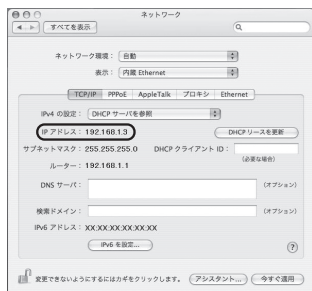 ネットワーク
すべてを表示
ネットワーク環境： 自動
表示： 内蔵 Ethernet
TCP/IP PPPoE AppleTalk プロキシ Ethernet
IPv4 の設定： DHCP サーバを参照
IP アドレス： 192.168.1.3 DHCP リースを更新
サブネットマスク： 255.255.255.0 DHCP クライアント ID：
（必要な場合）
ルーター： 192.168.1.1
DNS サーバ： （オプション）
検索ドメイン： （オプション）
IPv6 アドレス： XX:XX:XX:XX:XX:XX
IPv6 を設定... ?
変更できないようにするにはカギをクリックします。 アシスタント... 今すぐ適用